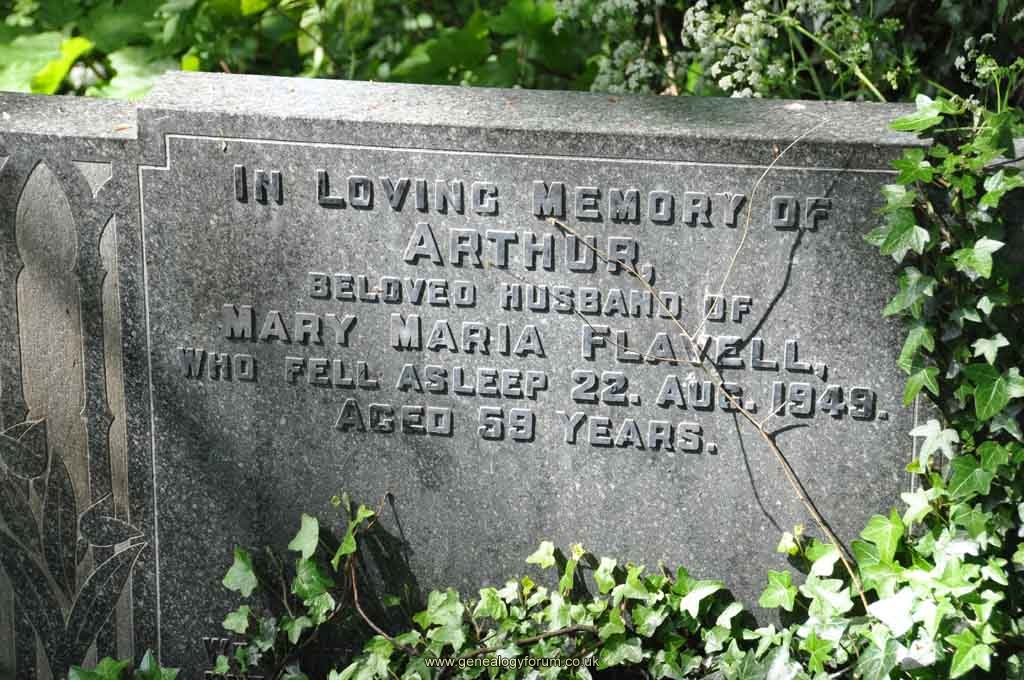 IN LOVING MEMORY OF
ARTHUR,
BELOVED HUSBAND OF
MARY MARIA FLAVELL,
WHO FELL ASLEEP 22. AUG. 1949.
AGED 59 YEARS.
www.genealogyforum.co.uk